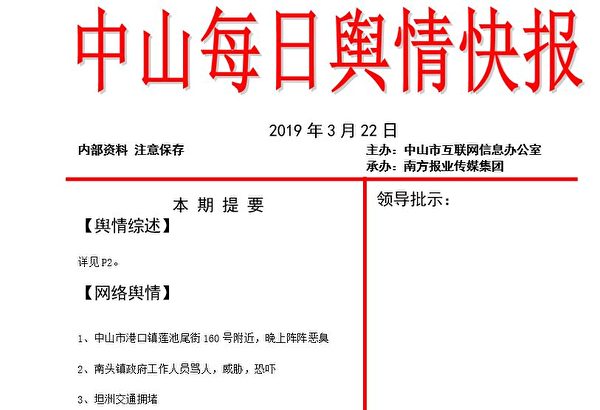 中山每日舆情快报
2019 年 3 月 22 日
内部资料 注意保存
主办：中山市互联网信息办公室
承办：南方报业传媒集团
本 期 提 要
【舆情综述】
详见P2。
【网络舆情】
1、中山市港口镇莲池尾街160号附近，晚上阵阵恶臭
2、南头镇政府工作人员骂人，威胁，恐吓
3、坦洲交通拥堵
领导批示：